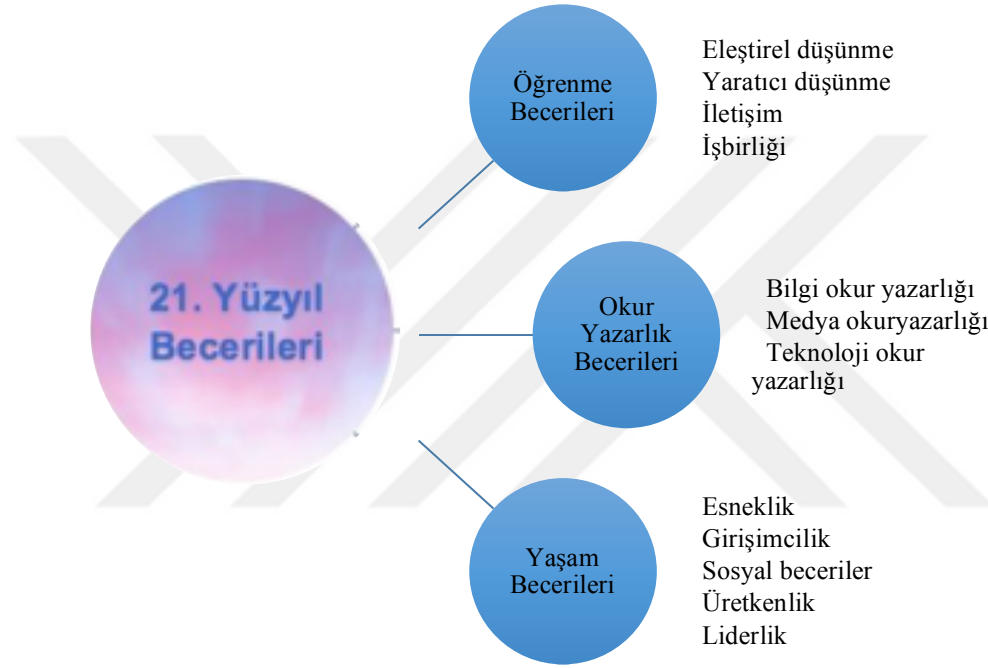 21. Yüzyıl
Becerileri
Öğrenme
Becerileri
Eleştirel düşünme
Yaratıcı düşünme
İletişim
İşbirliği
Okur
Yazarlık
Becerileri
Bilgi okur yazarlığı
Medya okuryazarlığı
Teknoloji okur
yazarlığı
Yaşam
Becerileri
Esneklik
Girişimcilik
Sosyal beceriler
Üretkenlik
Liderlik